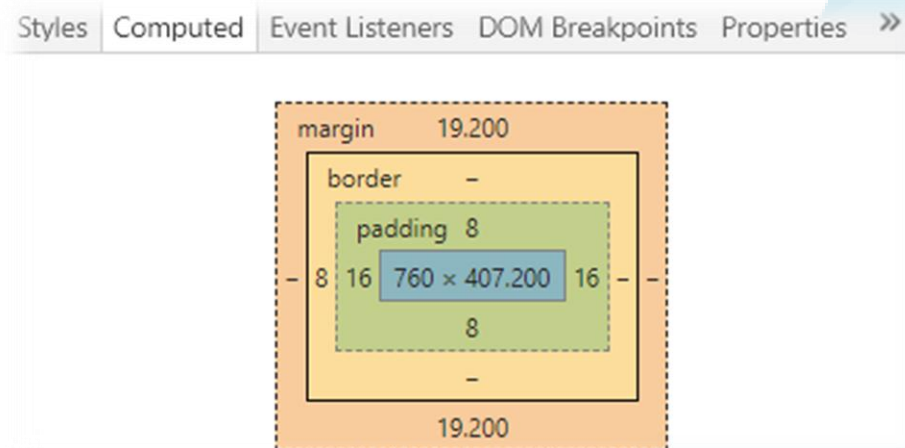 Styles Computed Event Listeners DOM Breakpoints Properties »
margin 19.200
border –
padding 8
– 8 16 760 × 407.200 16 – –
8
–
19.200